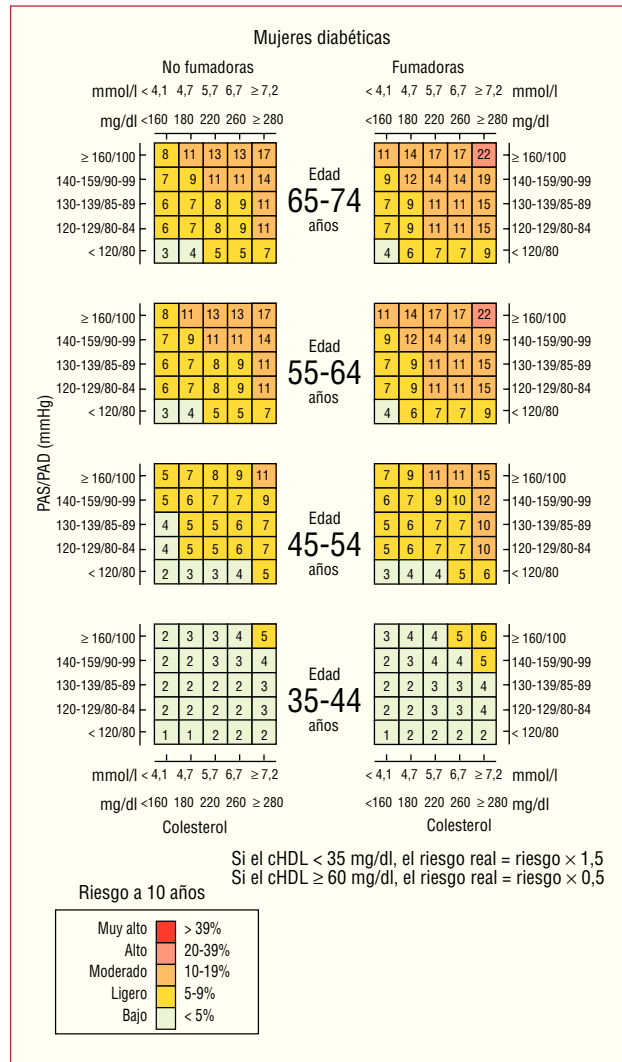 Mujeres diabéticas
No fumadoras Fumadoras
mmol/l < 4,1 4,7 5,7 6,7 ≥ 7,2 < 4,1 4,7 5,7 6,7 ≥ 7,2 mmol/l
mg/dl <160 180 220 260 ≥ 280 <160 180 220 260 ≥ 280 mg/dl
≥ 160/100 8 11 13 13 17 11 14 17 17 22 ≥ 160/100
140-159/90-99 7 9 11 11 14 Edad 9 12 14 14 19 140-159/90-99
130-139/85-89 6 7 8 9 11 65-74 7 9 11 11 15 130-139/85-89
120-129/80-84 6 7 8 9 11 años 7 9 11 11 15 120-129/80-84
< 120/80 3 4 5 5 7 4 6 7 7 9 < 120/80
≥ 160/100 8 11 13 13 17 11 14 17 17 22 ≥ 160/100
140-159/90-99 7 9 11 11 14 Edad 9 12 14 14 19 140-159/90-99
130-139/85-89 6 7 8 9 11 55-64 7 9 11 11 15 130-139/85-89
120-129/80-84 6 7 8 9 11 años 7 9 11 11 15 120-129/80-84
< 120/80 3 4 5 5 7 4 6 7 7 9 < 120/80
PAS/PAD (mmHg)
≥ 160/100 5 7 8 9 11 7 9 11 11 15 ≥ 160/100
140-159/90-99 5 6 7 7 9 Edad 6 7 9 10 12 140-159/90-99
130-139/85-89 4 5 5 6 7 45-54 5 6 7 7 10 130-139/85-89
120-129/80-84 4 5 5 6 7 años 5 6 7 7 10 120-129/80-84
< 120/80 2 3 3 4 5 3 4 4 5 6 < 120/80
≥ 160/100 2 3 3 4 5 3 4 4 5 6 ≥ 160/100
140-159/90-99 2 2 3 3 4 Edad 2 3 4 4 5 140-159/90-99
130-139/85-89 2 2 2 2 3 35-44 2 2 3 3 4 130-139/85-89
120-129/80-84 2 2 2 2 3 años 2 2 3 3 4 120-129/80-84
< 120/80 1 1 2 2 2 1 2 2 2 2 < 120/80
mmol/l < 4,1 4,7 5,7 6,7 ≥ 7,2 < 4,1 4,7 5,7 6,7 ≥ 7,2 mmol/l
mg/dl <160 180 220 260 ≥ 280 <160 180 220 260 ≥ 280 mg/dl
Colesterol Colesterol
Si el cHDL < 35 mg/dl, el riesgo real = riesgo × 1,5
Si el cHDL ≥ 60 mg/dl, el riesgo real = riesgo × 0,5
Riesgo a 10 años
Muy alto > 39%
Alto 20-39%
Moderado 10-19%
Ligero 5-9%
Bajo < 5%